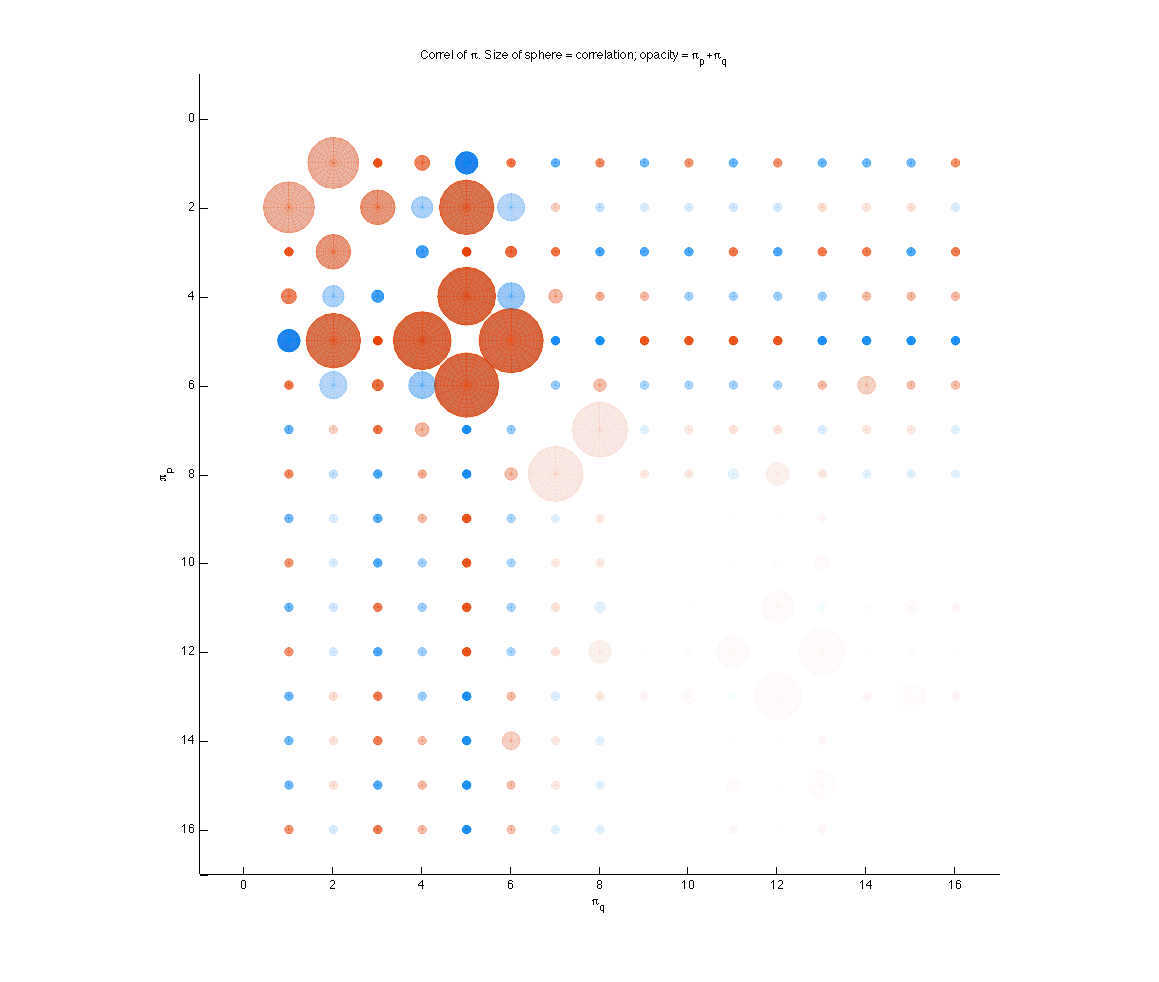 Correl of π. Size of sphere = correlation; opacity = πp+πq
0
2
4
6
8
10
12
14
16
πp
0 2 4 6 8 10 12 14 16
πq